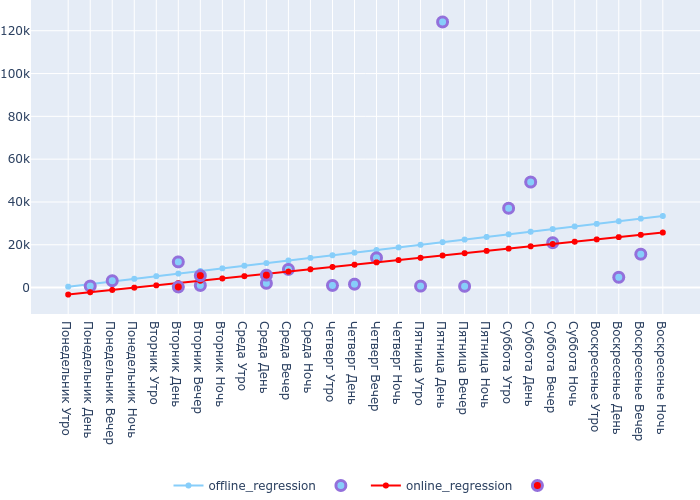 120k
100k
80k
60k
40k
20k
0
Понедельник Утро
Понедельник День
Понедельник Вечер
Понедельник Ночь
Вторник Утро
Вторник День
Вторник Вечер
Вторник Ночь
Среда Утро
Среда День
Среда Вечер
Среда Ночь
Четверг Утро
Четверг День
Четверг Вечер
Четверг Ночь
Пятница Утро
Пятница День
Пятница Вечер
Пятница Ночь
Суббота Утро
Суббота День
Суббота Вечер
Суббота Ночь
Воскресенье Утро
Воскресенье День
Воскресенье Вечер
Воскресенье Ночь
offline_regression
online_regression